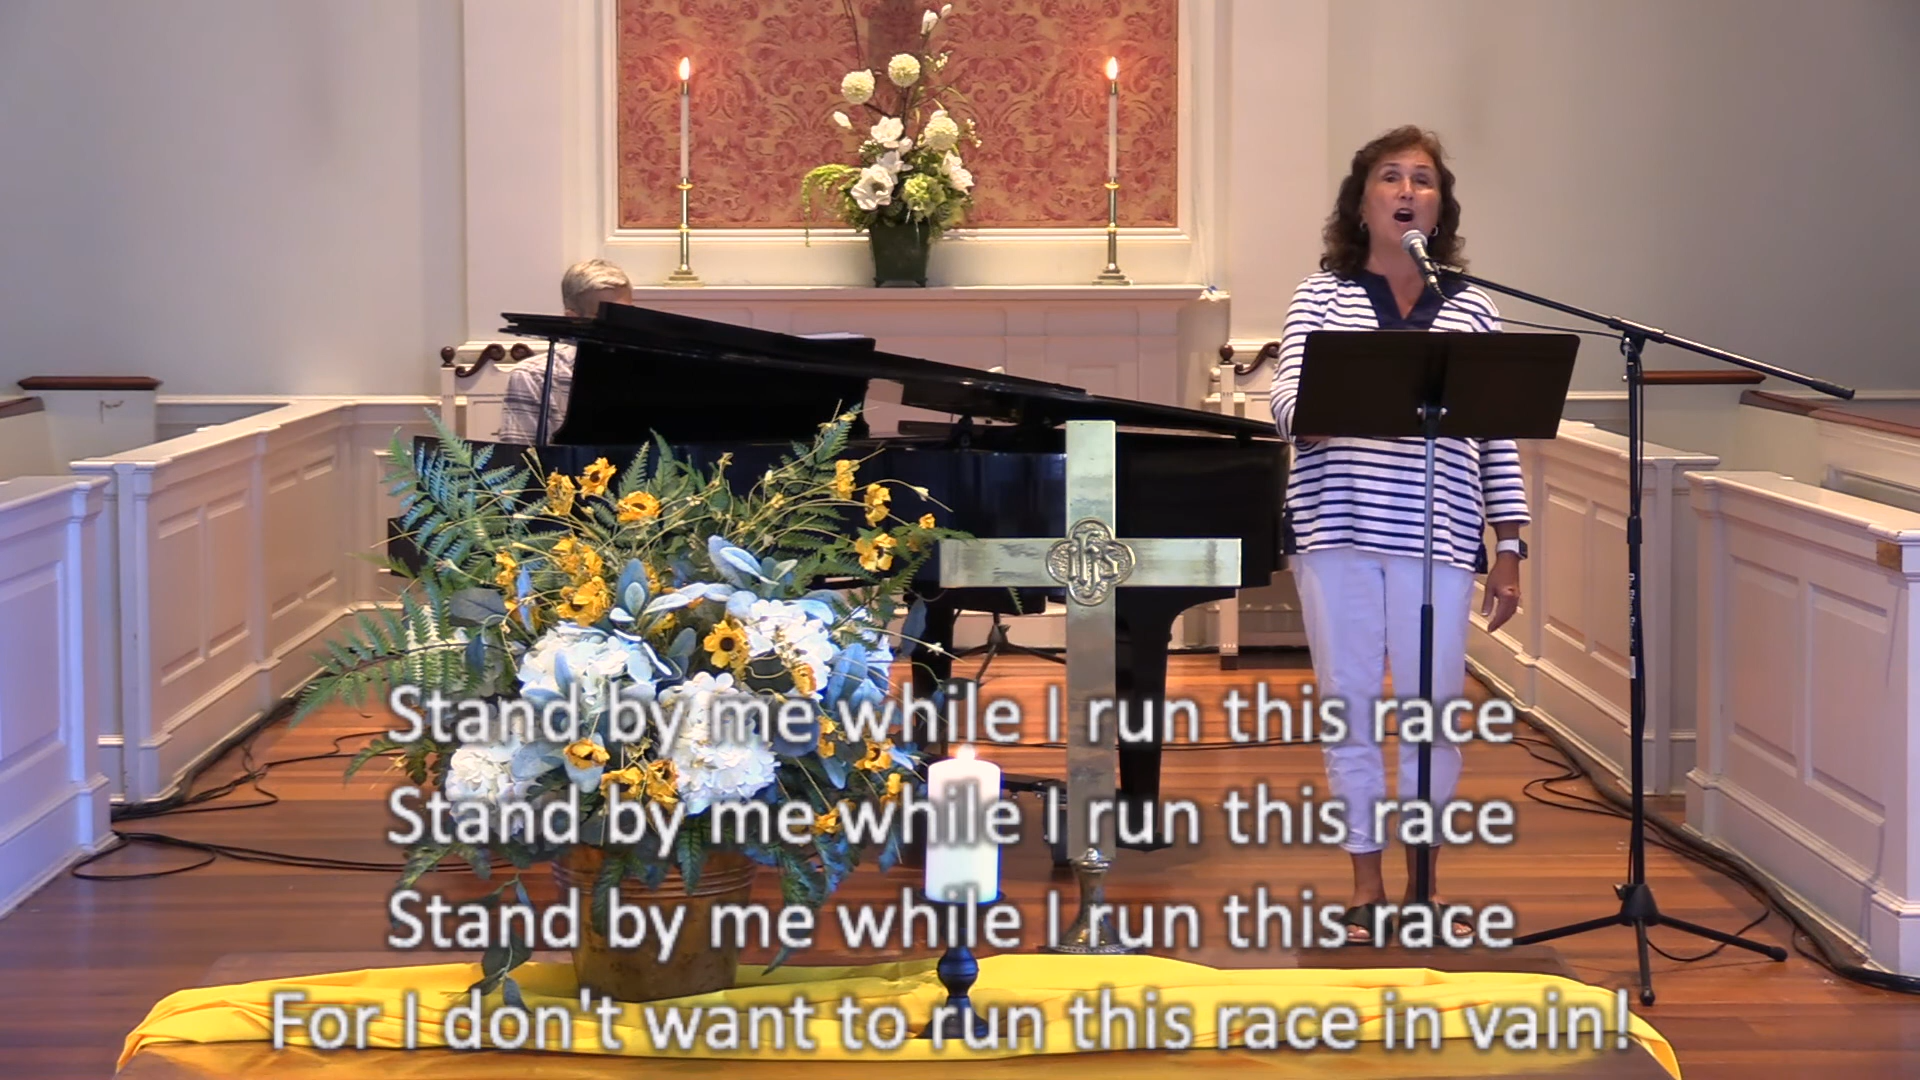 IHS
Stand by me while I run this race
Stand by me while I run this race
Stand by me while I run this race
For I don't want to run this race in vain!